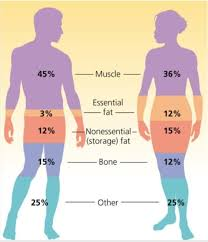 45% Muscle 36%
Essential
fat
3% 12%
12% Nonessential 15%
(storage) fat
15% Bone 12%
25% Other 25%